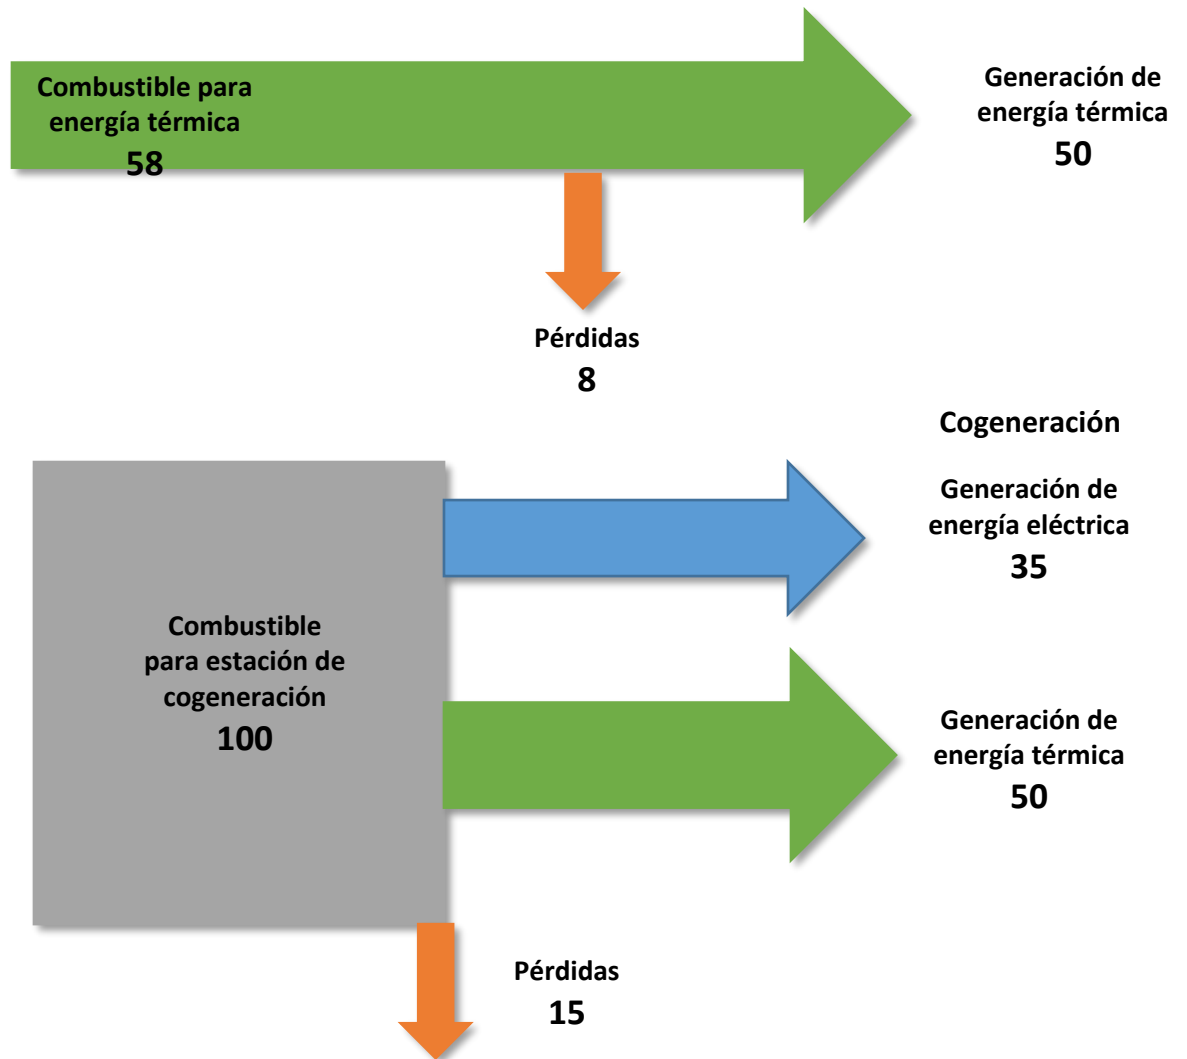 Combustible para
energía térmica
58
Generación de
energía térmica
50
Pérdidas
8
Cogeneración
Generación de
energía eléctrica
35
Combustible
para estación de
cogeneración
100
Generación de
energía térmica
50
Pérdidas
15